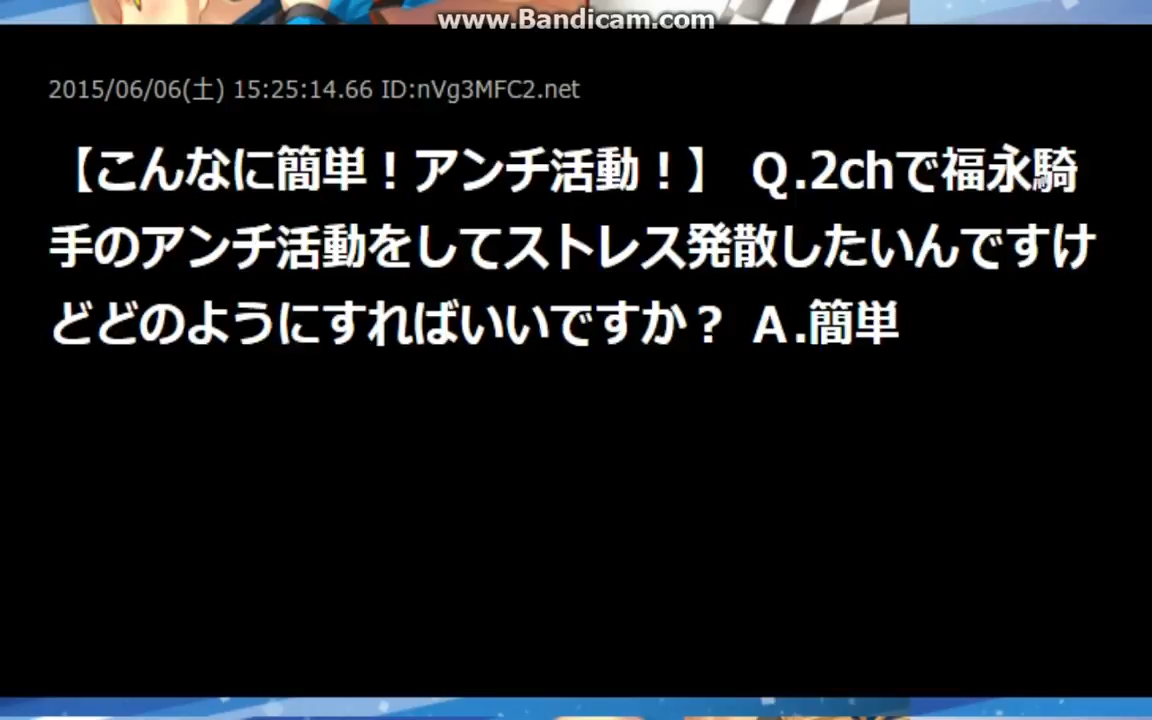 www.Bandicam.com
2015/06/06(土) 15:25:14.66 ID:nVg3MFC2.net
【こんなに簡単！アンチ活動！】 Ｑ.2chで福永騎
手のアンチ活動をしてストレス発散したいんですけ
どどのようにすればいいですか？ Ａ.簡単